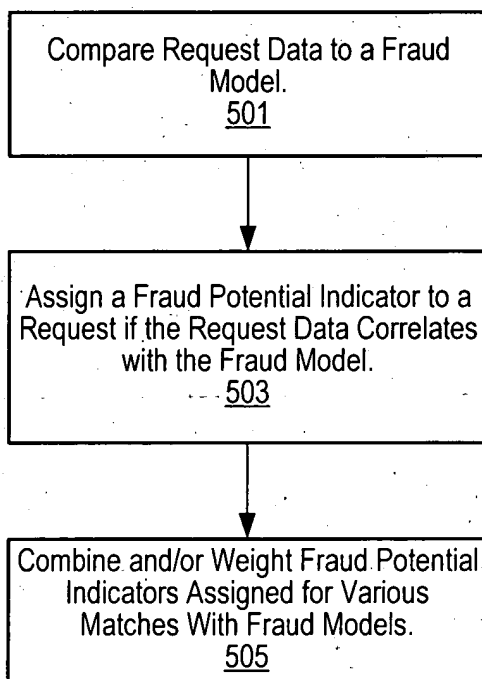 Compare Request Data to a Fraud
Model.
501
Assign a Fraud Potential Indicator to a
Request if the Request Data Correlates
with the Fraud Model.
503
Combine and/or Weight Fraud Potential
Indicators Assigned for Various
Matches With Fraud Models.
505